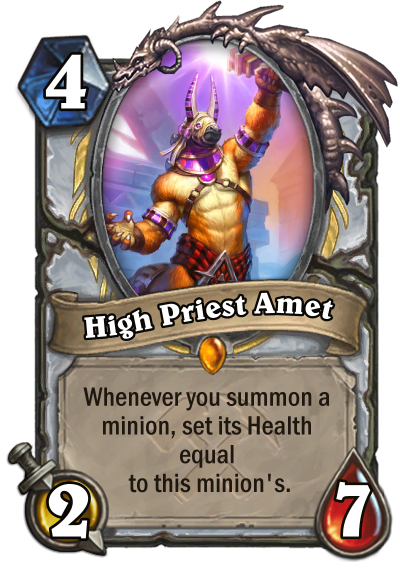 4
High Priest Amet
Whenever you summon a
minion, set its Health
equal
to this minion's.
2
7